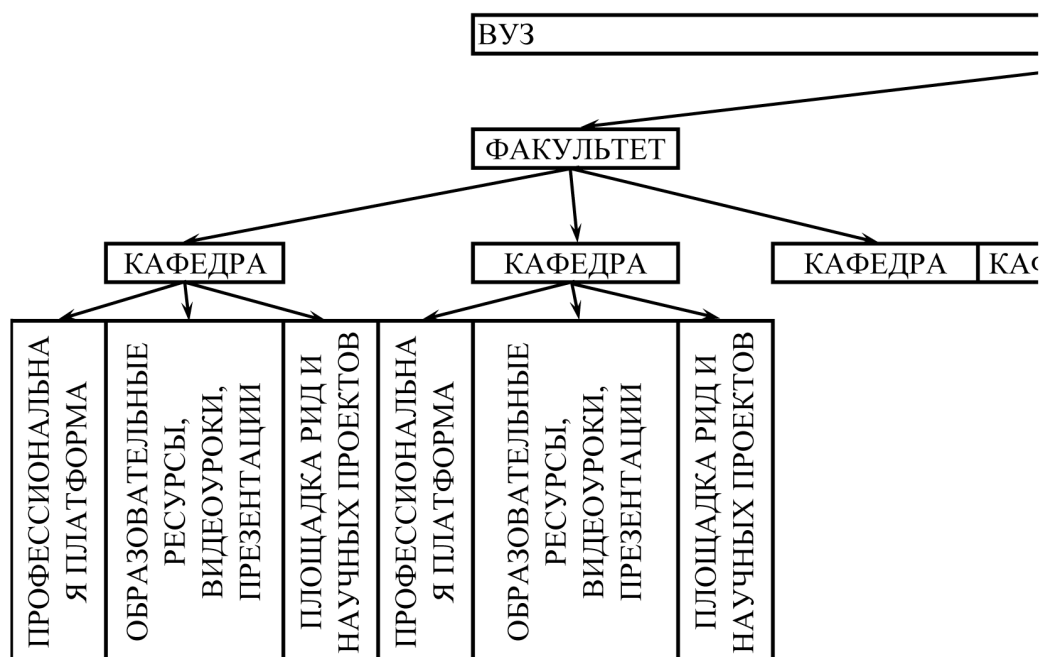 ВУЗ
ФАКУЛЬТЕТ
КАФЕДРА
КАФЕДРА
КАФЕДРА
КАФ
ПРОФЕССИОНАЛЬНА
Я ПЛАТФОРМА
ОБРАЗОВАТЕЛЬНЫЕ
РЕСУРСЫ,
ВИДЕОУРОКИ,
ПРЕЗЕНТАЦИИ
ПЛОЩАДКА РИД И
НАУЧНЫХ ПРОЕКТОВ
ПРОФЕССИОНАЛЬНА
Я ПЛАТФОРМА
ОБРАЗОВАТЕЛЬНЫЕ
РЕСУРСЫ,
ВИДЕОУРОКИ,
ПРЕЗЕНТАЦИИ
ПЛОЩАДКА РИД И
НАУЧНЫХ ПРОЕКТОВ